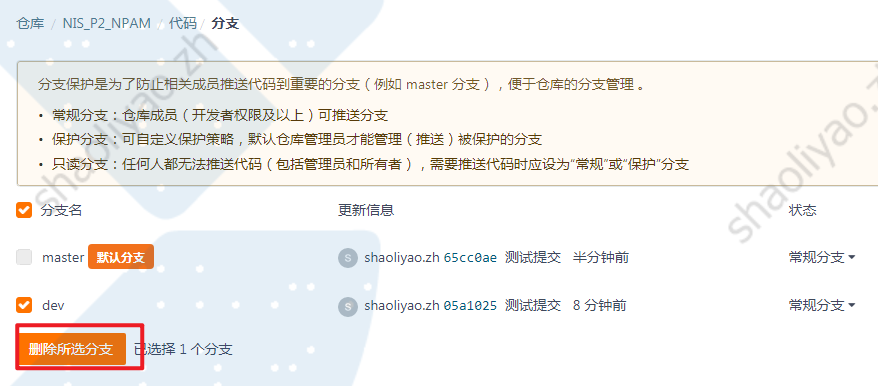 仓库 / NIS_P2_NPAM / 代码 / 分支
分支保护是为了防止相关成员推送代码到重要的分支（例如 master 分支），便于仓库的分支管理 。
• 常规分支：仓库成员（开发者权限及以上）可推送分支
• 保护分支：可自定义保护策略，默认仓库管理员才能管理（推送）被保护的分支
• 只读分支：任何人都无法推送代码（包括管理员和所有者），需要推送代码时应设为"常规"或"保护"分支
分支名 更新信息 状态
master 默认分支 S shaoliyao.zh 65cc0ae 测试提交 半分钟前 常规分支
dev S shaoliyao.zh 05a1025 测试提交 8 分钟前 常规分支
删除所选分支 已选择 1 个分支
shaoliyao.zh
shaoliyao.zh